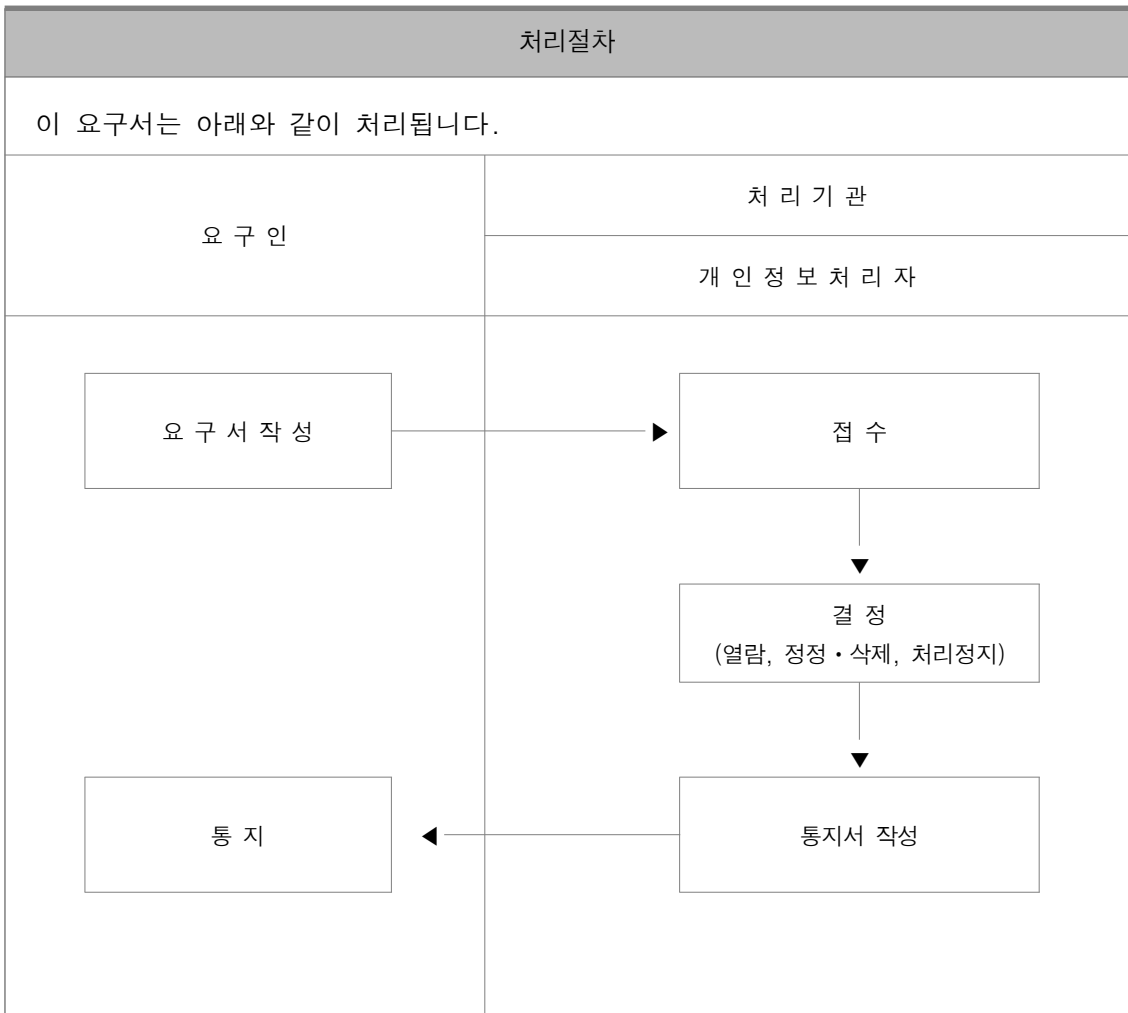 처리절차
이 요구서는 아래와 같이 처리됩니다.
요 구 인
처 리 기 관
개 인 정 보 처 리 자
요 구 서 작 성
접 수
결 정
(열람, 정정・삭제, 처리정지)
통 지
통지서 작성